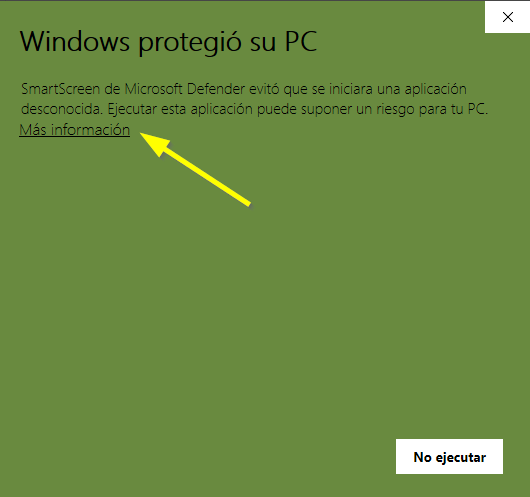 Windows protegió su PC
SmartScreen de Microsoft Defender evitó que se iniciara una aplicación
desconocida. Ejecutar esta aplicación puede suponer un riesgo para tu PC.
Más información
No ejecutar